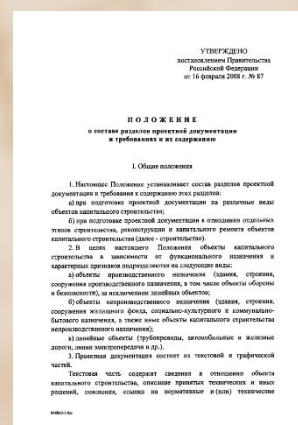 УТВЕРЖДЕНО
постановлением Правительства
Российской Федерации
от 16 февраля 2008 г. № 87
ПОЛОЖЕНИЕ
о составе разделов проектной документации
и требованиях к их содержанию
I. Общие положения
1. Настоящее Положение устанавливает состав разделов проектной
документации и требования к содержанию этих разделов:
а) при подготовке проектной документации на различные виды
объектов капитального строительства;
б) при подготовке проектной документации в отношении отдельных
этапов строительства, реконструкции и капитального ремонта объектов
капитального строительства (далее - строительство).
2. В целях настоящего Положения объекты капитального
строительства в зависимости от функционального назначения и
характерных признаков подразделяются на следующие виды:
а) объекты производственного назначения (здания, строения,
сооружения производственного назначения, в том числе объекты обороны
и безопасности), за исключением линейных объектов;
б) объекты непроизводственного назначения (здания, строения,
сооружения жилищного фонда, социально-культурного и коммунально-
бытового назначения, а также иные объекты капитального строительства
непроизводственного назначения);
в) линейные объекты (трубопроводы, автомобильные и железные
дороги, линии электропередачи и др.).
3. Проектная документация состоит из текстовой и графической
частей.
Текстовая часть содержит сведения в отношении объекта
капитального строительства, описание принятых технических и иных
решений, пояснения, ссылки на нормативные и (или) технические